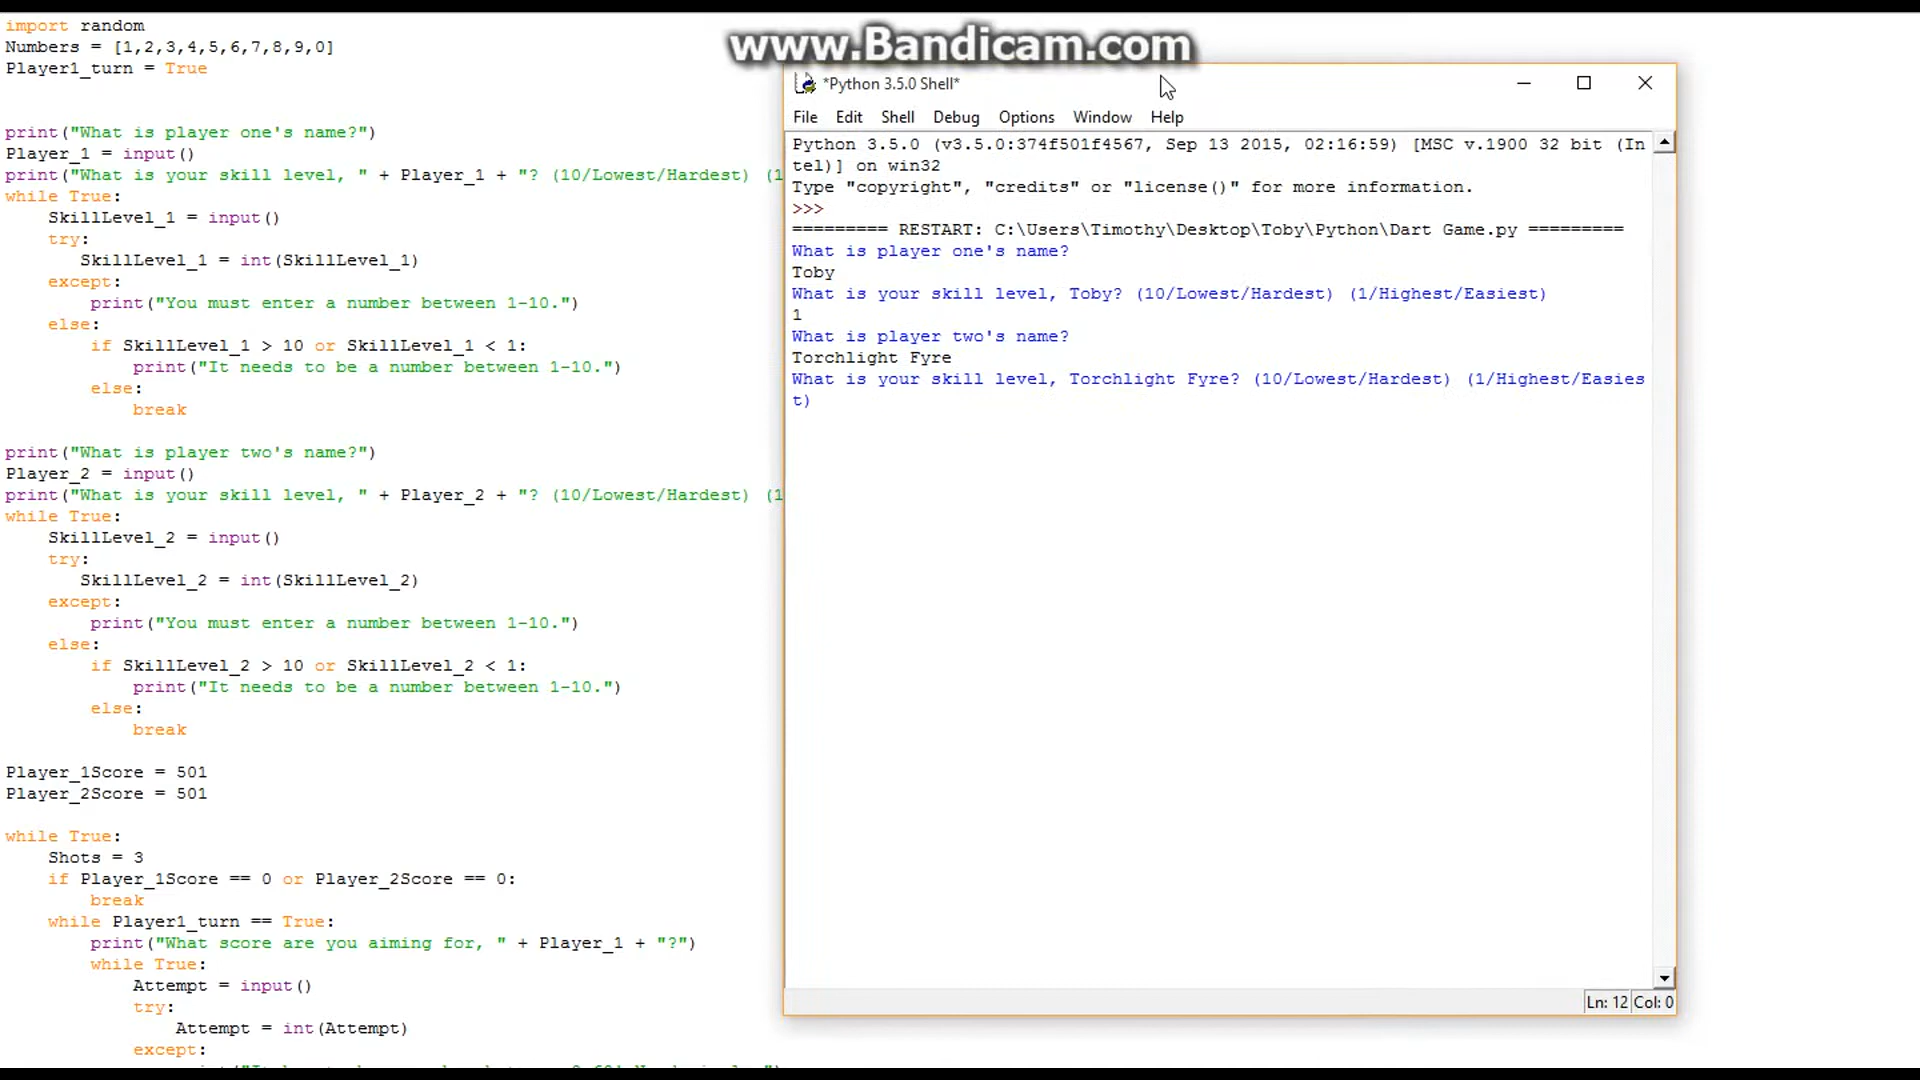 import random
Numbers = [1,2,3,4,5,6,7,8,9,0]
Player1_turn = True
print("What is player one's name?")
Player_1 = input()
print("What is your skill level, " + Player_1 + "? (10/Lowest/Hardest) (1
while True:
SkillLevel_1 = input()
try:
SkillLevel_1 = int(SkillLevel_1)
except:
print("You must enter a number between 1-10.")
else:
if SkillLevel_1 > 10 or SkillLevel_1 < 1:
print("It needs to be a number between 1-10.")
else:
break
print("What is player two's name?")
Player_2 = input()
print("What is your skill level, " + Player_2 + "? (10/Lowest/Hardest) (1
while True:
SkillLevel_2 = input()
try:
SkillLevel_2 = int(SkillLevel_2)
except:
print("You must enter a number between 1-10.")
else:
if SkillLevel_2 > 10 or SkillLevel_2 < 1:
print("It needs to be a number between 1-10.")
else:
break
Player_1Score = 501
Player_2Score = 501
while True:
Shots = 3
if Player_1Score == 0 or Player_2Score == 0:
break
while Player1_turn == True:
print("What score are you aiming for, " + Player_1 + "?")
while True:
Attempt = input()
try:
Attempt = int(Attempt)
except:
www.Bandicam.com
*Python 3.5.0 Shell*
File Edit Shell Debug Options Window Help
Python 3.5.0 (v3.5.0:374f501f4567, Sep 13 2015, 02:16:59) [MSC v.1900 32 bit (In
tel)] on win32
Type "copyright", "credits" or "license()" for more information.
>>>
========= RESTART: C:\Users\Timothy\Desktop\Toby\Python\Dart Game.py =========
What is player one's name?
Toby
What is your skill level, Toby? (10/Lowest/Hardest) (1/Highest/Easiest)
1
What is player two's name?
Torchlight Fyre
What is your skill level, Torchlight Fyre? (10/Lowest/Hardest) (1/Highest/Easies
t)
Ln: 12 Col: 0